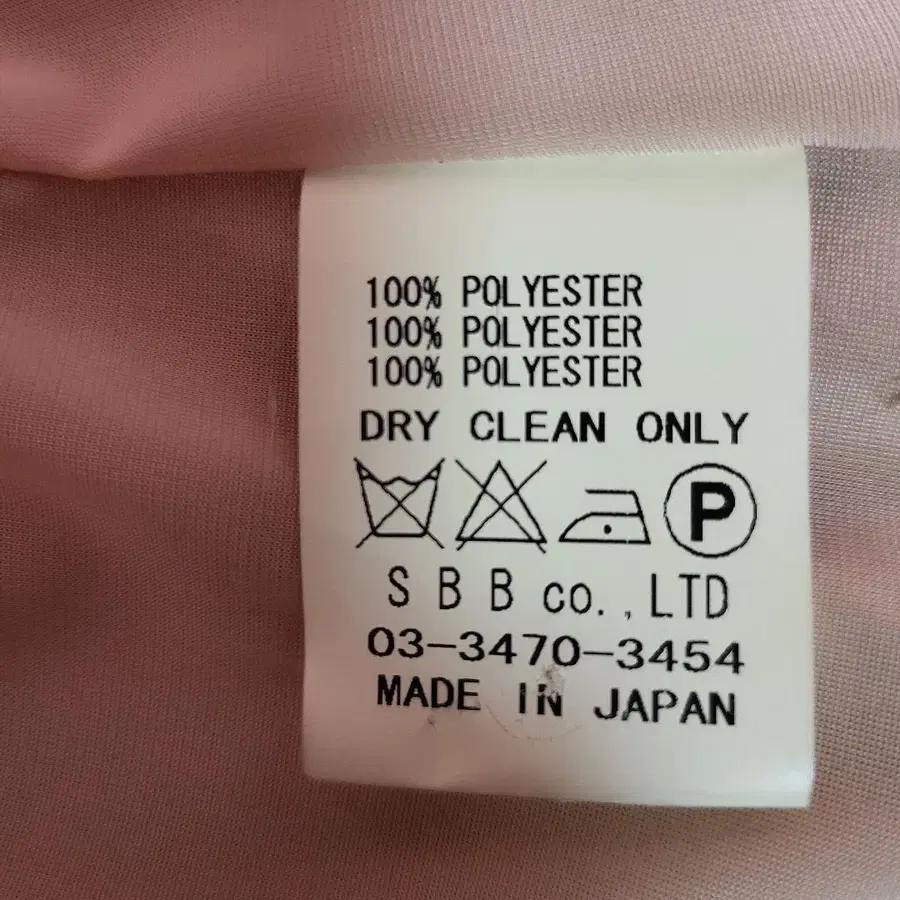 100% POLYESTER
100% POLYESTER
100% POLYESTER
DRY CLEAN ONLY
P
S B B co.,LTD
03-3470-3454
MADE IN JAPAN